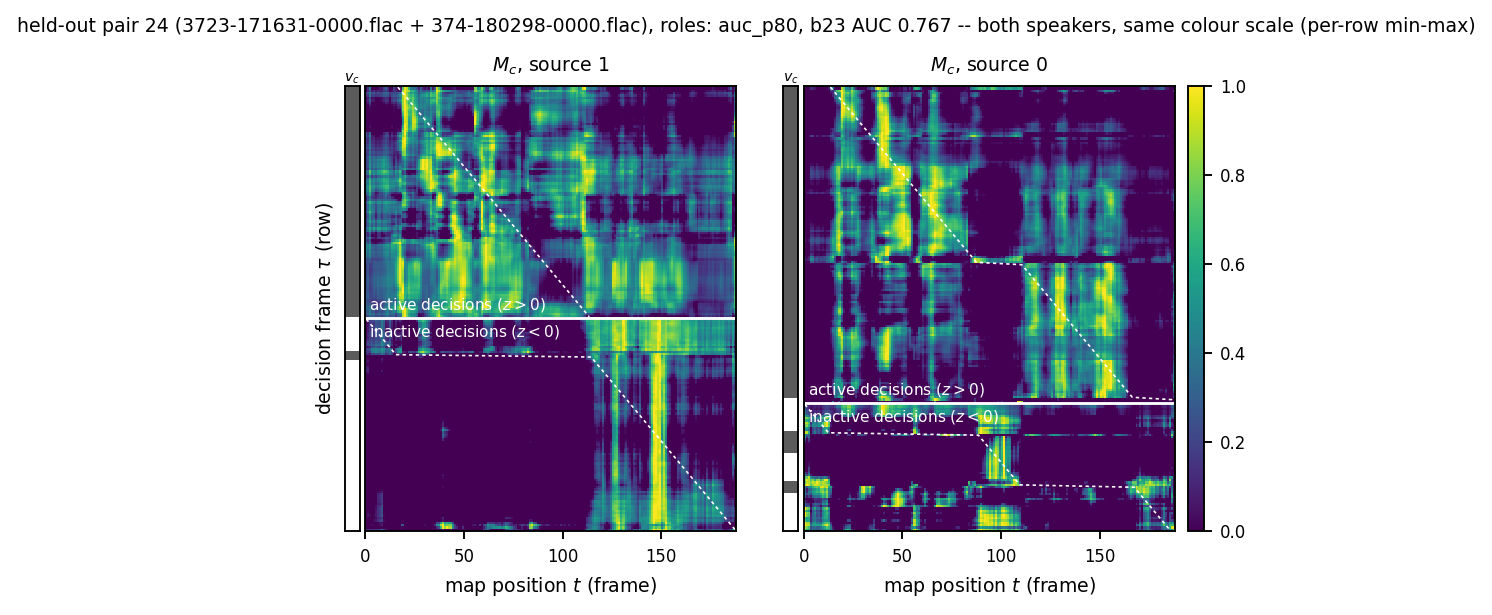 held-out pair 24 (3723-171631-0000.flac + 374-180298-0000.flac), roles: auc_p80, b23 AUC 0.767 -- both speakers, same colour scale (per-row min-max)
M_c, source 1
M_c, source 0
v_c
v_c
decision frame τ (row)
active decisions (z > 0)
inactive decisions (z < 0)
active decisions (z > 0)
inactive decisions (z < 0)
1.0
0.8
0.6
0.4
0.2
0.0
0 50 100 150
0 50 100 150
map position t (frame)
map position t (frame)